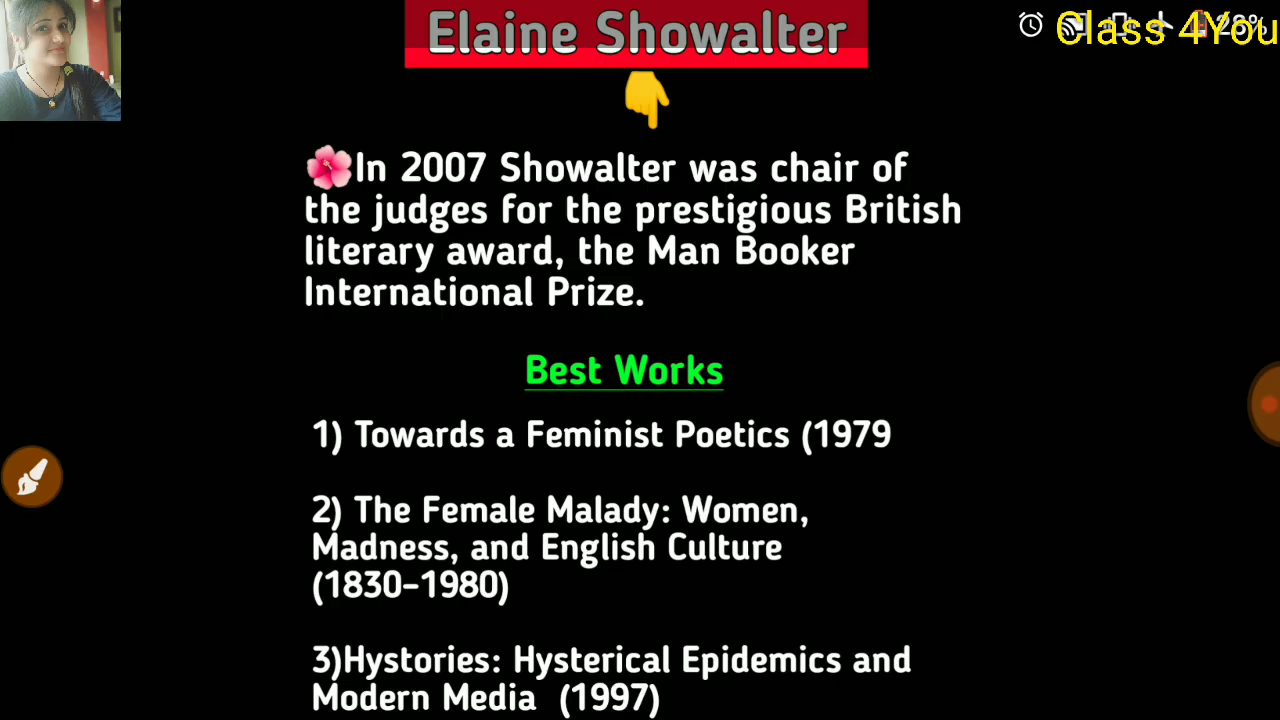 Elaine Showalter
28%
Class 4You
🌺In 2007 Showalter was chair of
the judges for the prestigious British
literary award, the Man Booker
International Prize.
Best Works
1) Towards a Feminist Poetics (1979
2) The Female Malady: Women,
Madness, and English Culture
(1830–1980)
3)Hystories: Hysterical Epidemics and
Modern Media (1997)